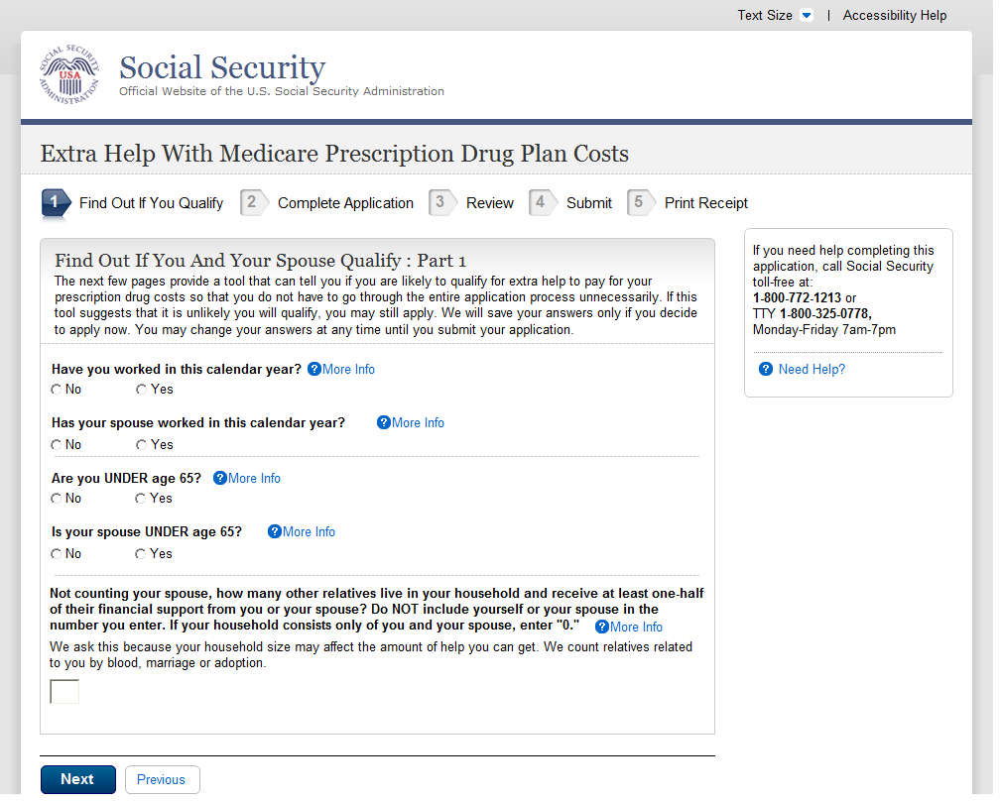 Text Size | Accessibility Help
SOCIAL SECURITY ADMINISTRATION
USA
Social Security
Official Website of the U.S. Social Security Administration
Extra Help With Medicare Prescription Drug Plan Costs
1 Find Out If You Qualify 2 Complete Application 3 Review 4 Submit 5 Print Receipt
Find Out If You And Your Spouse Qualify : Part 1
The next few pages provide a tool that can tell you if you are likely to qualify for extra help to pay for your
prescription drug costs so that you do not have to go through the entire application process unnecessarily. If this
tool suggests that it is unlikely you will qualify, you may still apply. We will save your answers only if you decide
to apply now. You may change your answers at any time until you submit your application.
Have you worked in this calendar year? ?More Info
No Yes
Has your spouse worked in this calendar year? ?More Info
No Yes
Are you UNDER age 65? ?More Info
No Yes
Is your spouse UNDER age 65? ?More Info
No Yes
Not counting your spouse, how many other relatives live in your household and receive at least one-half
of their financial support from you or your spouse? Do NOT include yourself or your spouse in the
number you enter. If your household consists only of you and your spouse, enter "0." ?More Info
We ask this because your household size may affect the amount of help you can get. We count relatives related
to you by blood, marriage or adoption.
Next Previous
If you need help completing this
application, call Social Security
toll-free at:
1-800-772-1213 or
TTY 1-800-325-0778,
Monday-Friday 7am-7pm
? Need Help?